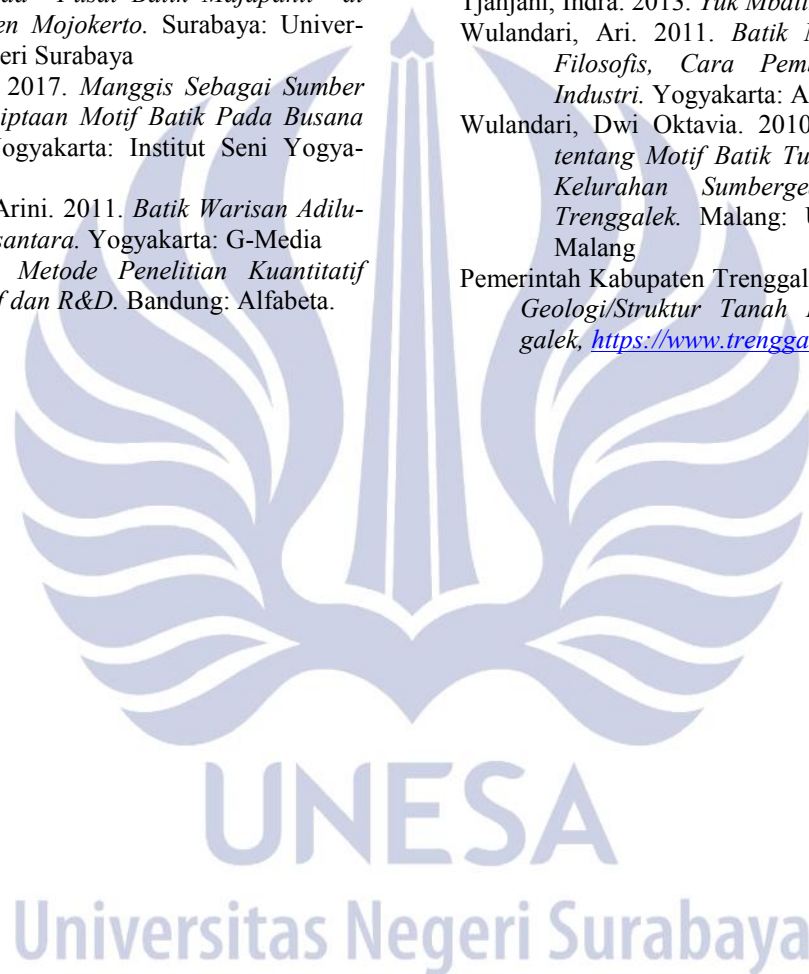 en Mojokerto. Surabaya: Univer-
eri Surabaya
2017. Manggis Sebagai Sumber
iptaan Motif Batik Pada Busana
ogyakarta: Institut Seni Yogya-
Arini. 2011. Batik Warisan Adilu-
santara. Yogyakarta: G-Media
Metode Penelitian Kuantitatif
f dan R&D. Bandung: Alfabeta.
Wulandari, Ari. 2011. Batik
Filosofis, Cara Pem
Industri. Yogyakarta: A
Wulandari, Dwi Oktavia. 2010
tentang Motif Batik Tu
Kelurahan Sumberge
Trenggalek. Malang: U
Malang
Pemerintah Kabupaten Trenggal
Geologi/Struktur Tanah
galek, https://www.trengga
UNESA
Universitas Negeri Surabaya